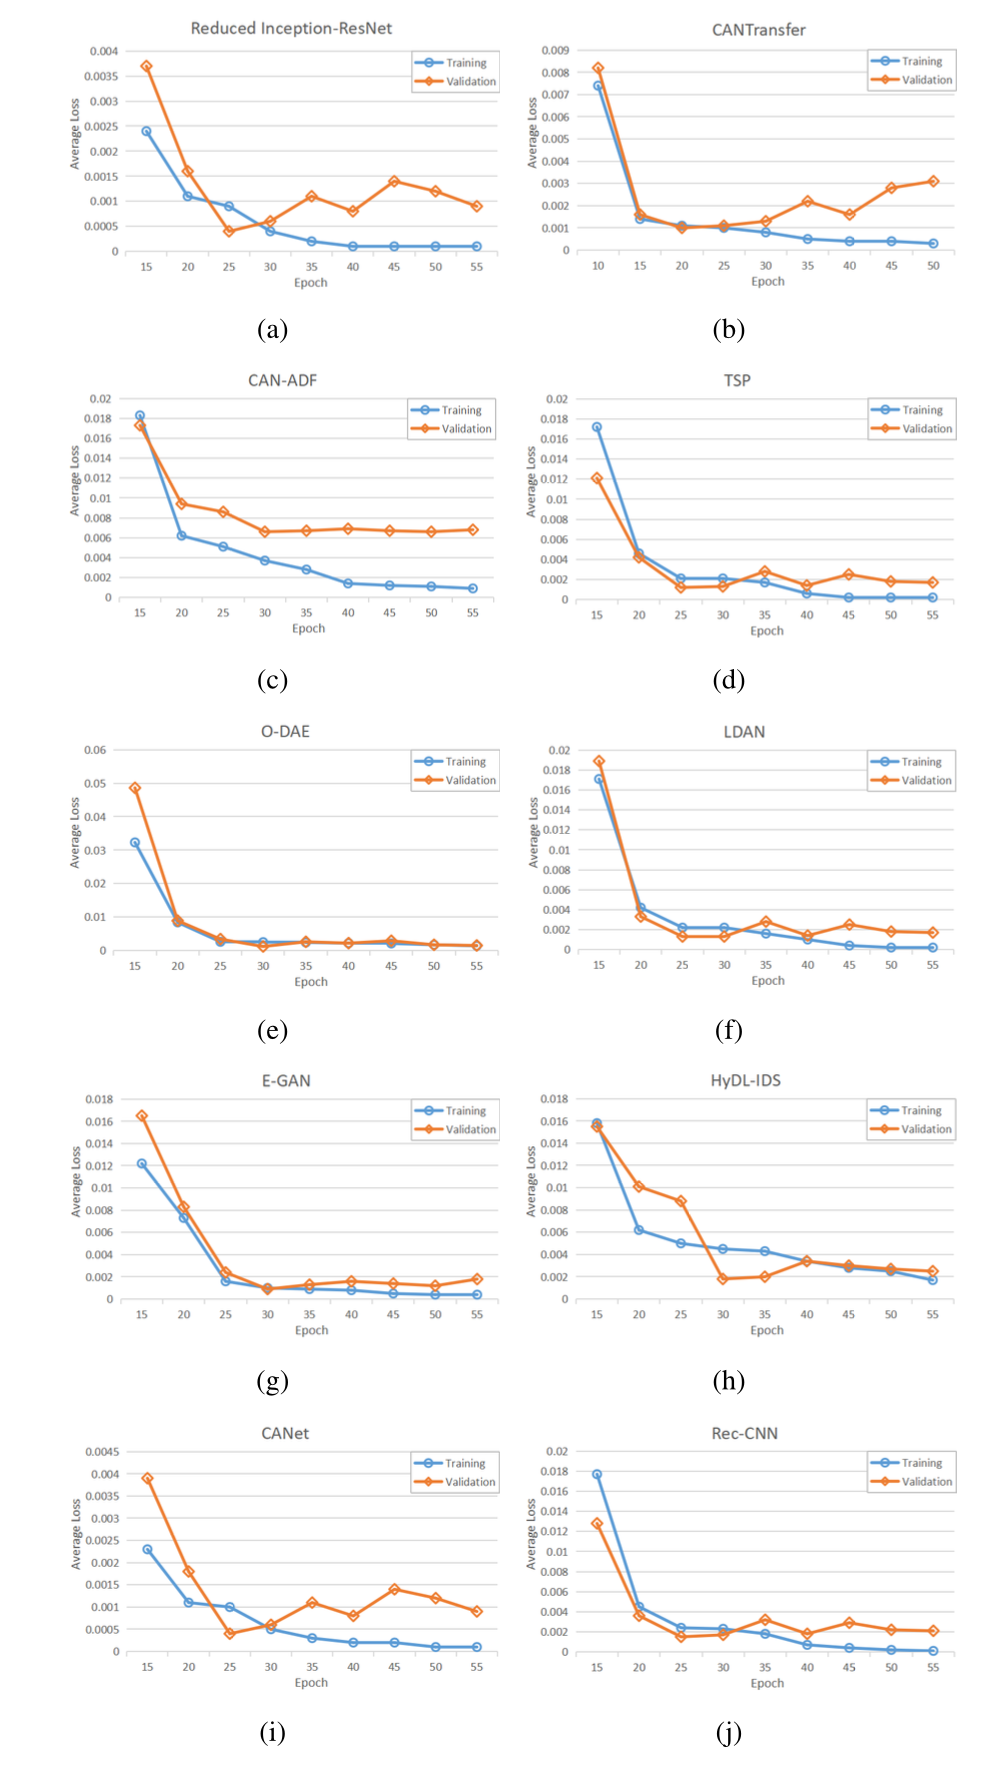 Reduced Inception-ResNet
0.004
0.0035
0.003
0.0025
0.002
0.0015
0.001
0.0005
0
Average Loss
Training
Validation
15 20 25 30 35 40 45 50 55
Epoch
(a)
CANTransfer
0.009
0.008
0.007
0.006
0.005
0.004
0.003
0.002
0.001
0
Average Loss
Training
Validation
10 15 20 25 30 35 40 45 50
Epoch
(b)
CAN-ADF
0.02
0.018
0.016
0.014
0.012
0.01
0.008
0.006
0.004
0.002
0
Average Loss
Training
Validation
15 20 25 30 35 40 45 50 55
Epoch
(c)
TSP
0.02
0.018
0.016
0.014
0.012
0.01
0.008
0.006
0.004
0.002
0
Average Loss
Training
Validation
15 20 25 30 35 40 45 50 55
Epoch
(d)
O-DAE
0.06
0.05
0.04
0.03
0.02
0.01
0
Average Loss
Training
Validation
15 20 25 30 35 40 45 50 55
Epoch
(e)
LDAN
0.02
0.018
0.016
0.014
0.012
0.01
0.008
0.006
0.004
0.002
0
Average Loss
Training
Validation
15 20 25 30 35 40 45 50 55
Epoch
(f)
E-GAN
0.018
0.016
0.014
0.012
0.01
0.008
0.006
0.004
0.002
0
Average Loss
Training
Validation
15 20 25 30 35 40 45 50 55
Epoch
(g)
HyDL-IDS
0.018
0.016
0.014
0.012
0.01
0.008
0.006
0.004
0.002
0
Average Loss
Training
Validation
15 20 25 30 35 40 45 50 55
Epoch
(h)
CANet
0.0045
0.004
0.0035
0.003
0.0025
0.002
0.0015
0.001
0.0005
0
Average Loss
Training
Validation
15 20 25 30 35 40 45 50 55
Epoch
(i)
Rec-CNN
0.02
0.018
0.016
0.014
0.012
0.01
0.008
0.006
0.004
0.002
0
Average Loss
Training
Validation
15 20 25 30 35 40 45 50 55
Epoch
(j)